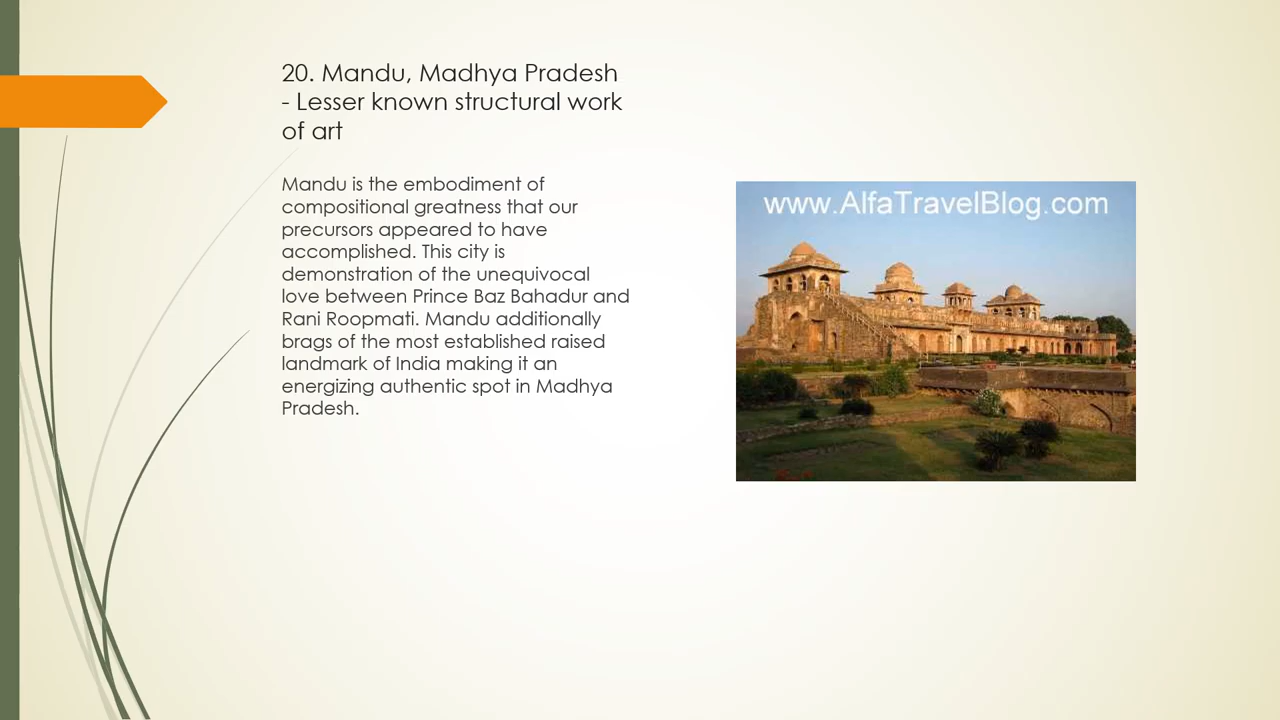 20. Mandu, Madhya Pradesh
- Lesser known structural work
of art
Mandu is the embodiment of
compositional greatness that our
precursors appeared to have
accomplished. This city is
demonstration of the unequivocal
love between Prince Baz Bahadur and
Rani Roopmati. Mandu additionally
brags of the most established raised
landmark of India making it an
energizing authentic spot in Madhya
Pradesh.
www.AlfaTravelBlog.com